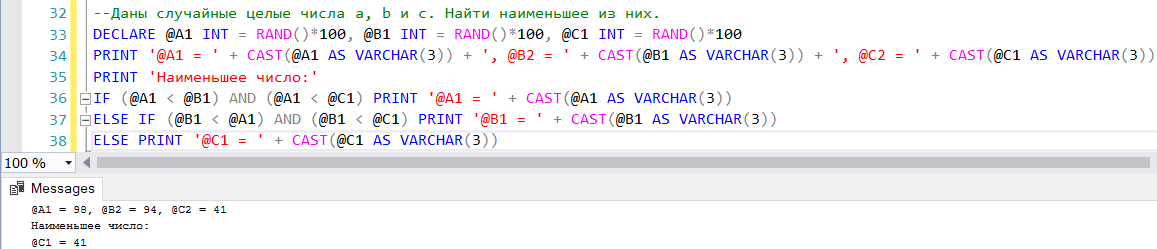 32 --Даны случайные целые числа a, b и c. Найти наименьшее из них.
33 DECLARE @A1 INT = RAND()*100, @B1 INT = RAND()*100, @C1 INT = RAND()*100
34 PRINT '@A1 = ' + CAST(@A1 AS VARCHAR(3)) + ', @B2 = ' + CAST(@B1 AS VARCHAR(3)) + ', @C2 = ' + CAST(@C1 AS VARCHAR(3))
35 PRINT 'Наименьшее число:'
36 IF (@A1 < @B1) AND (@A1 < @C1) PRINT '@A1 = ' + CAST(@A1 AS VARCHAR(3))
37 ELSE IF (@B1 < @A1) AND (@B1 < @C1) PRINT '@B1 = ' + CAST(@B1 AS VARCHAR(3))
38 ELSE PRINT '@C1 = ' + CAST(@C1 AS VARCHAR(3))
100 %
Messages
@A1 = 98, @B2 = 94, @C2 = 41
Наименьшее число:
@C1 = 41